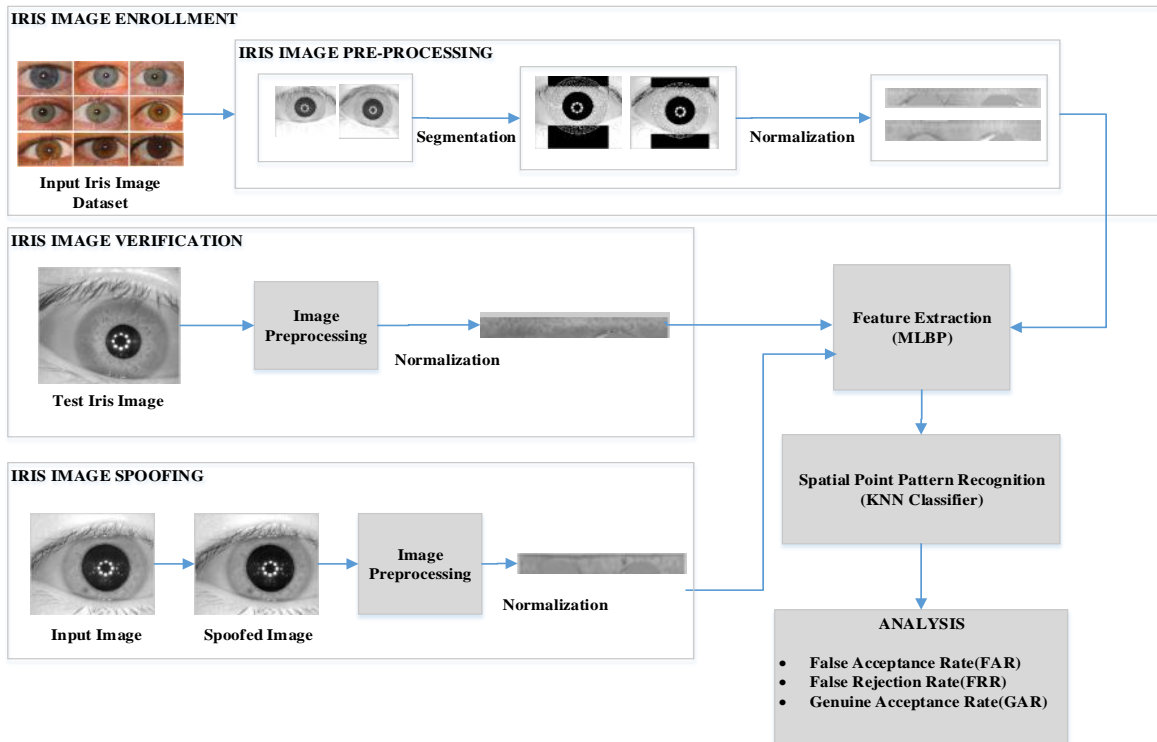 IRIS IMAGE ENROLLMENT
IRIS IMAGE PRE-PROCESSING
Segmentation
Normalization
Input Iris Image
Dataset
IRIS IMAGE VERIFICATION
Image
Preprocessing
Normalization
Test Iris Image
Feature Extraction
(MLBP)
IRIS IMAGE SPOOFING
Image
Preprocessing
Normalization
Input Image
Spoofed Image
Spatial Point Pattern Recognition
(KNN Classifier)
ANALYSIS
• False Acceptance Rate(FAR)
• False Rejection Rate(FRR)
• Genuine Acceptance Rate(GAR)